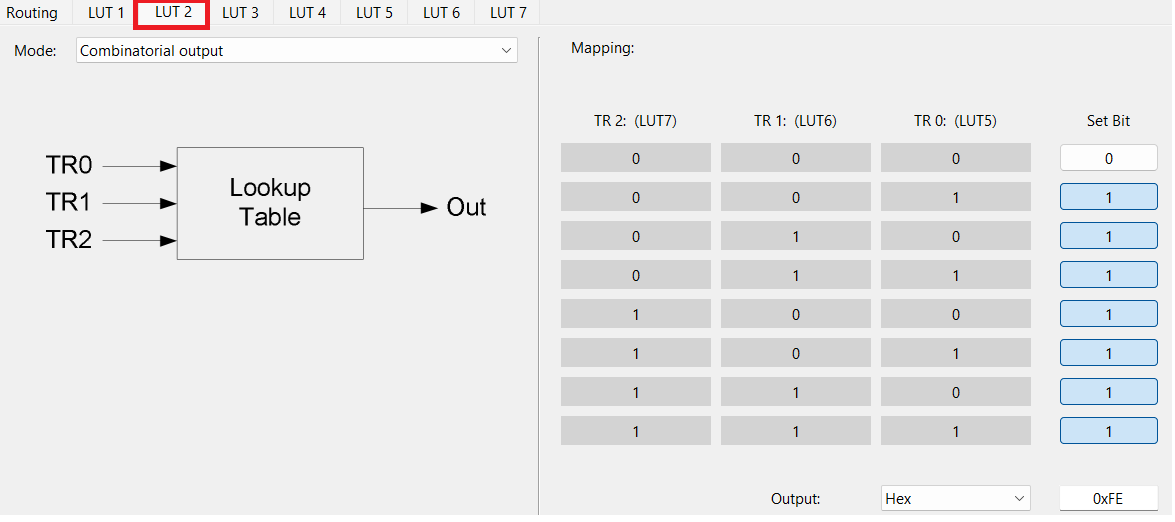 Routing LUT 1 LUT 2 LUT 3 LUT 4 LUT 5 LUT 6 LUT 7
Mode: Combinatorial output
Mapping:
TR0
TR1
TR2
Lookup
Table
Out
TR 2: (LUT7) TR 1: (LUT6) TR 0: (LUT5) Set Bit
0 0 0 0
0 0 1 1
0 1 0 1
0 1 1 1
1 0 0 1
1 0 1 1
1 1 0 1
1 1 1 1
Output: Hex 0xFE